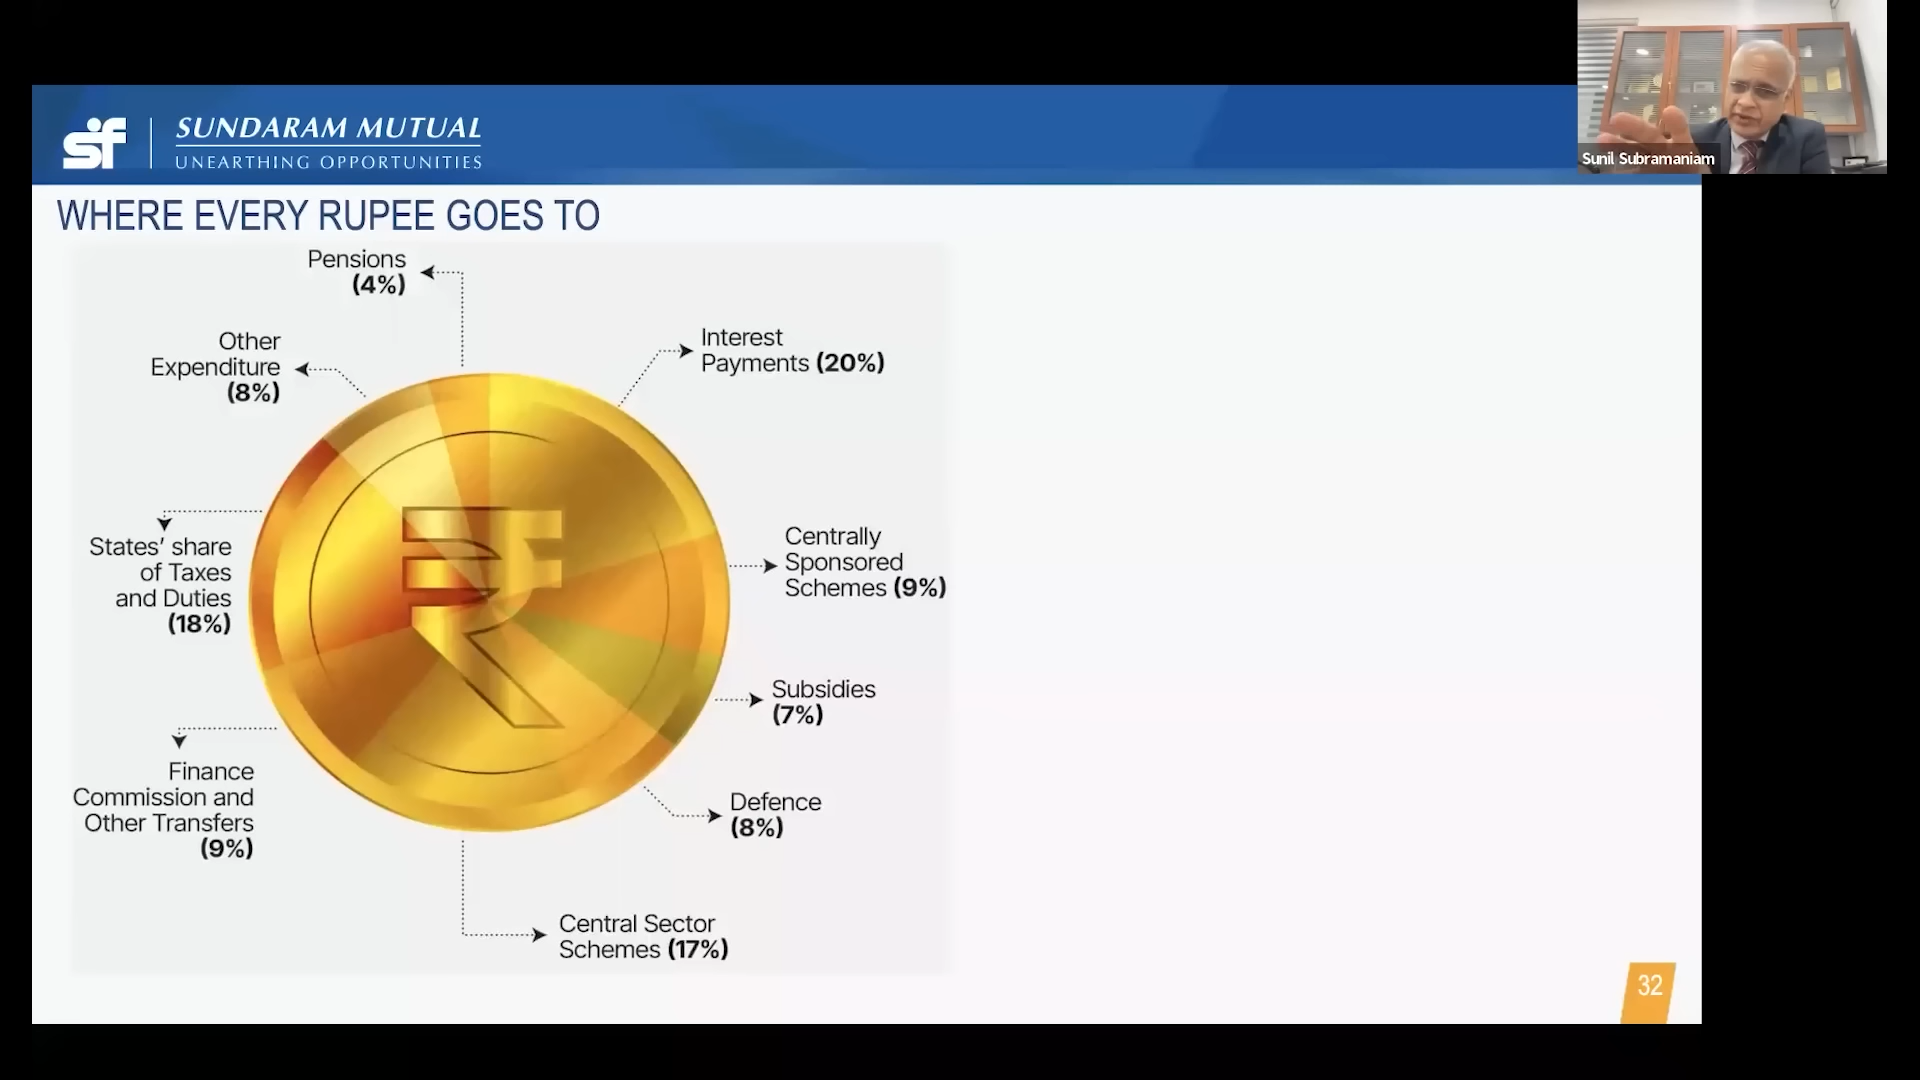 SUNDARAM MUTUAL
UNEARTHING OPPORTUNITIES
Sunil Subramaniam
WHERE EVERY RUPEE GOES TO
Pensions
(4%)
Other
Expenditure
(8%)
Interest
Payments (20%)
States’ share
of Taxes
and Duties
(18%)
Centrally
Sponsored
Schemes (9%)
Subsidies
(7%)
Finance
Commission and
Other Transfers
(9%)
Defence
(8%)
Central Sector
Schemes (17%)
32